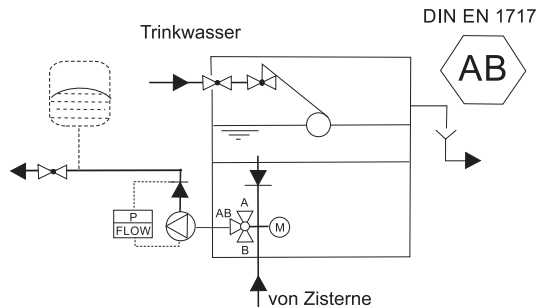 DIN EN 1717
Trinkwasser
AB
A
AB
M
P
FLOW
B
von Zisterne